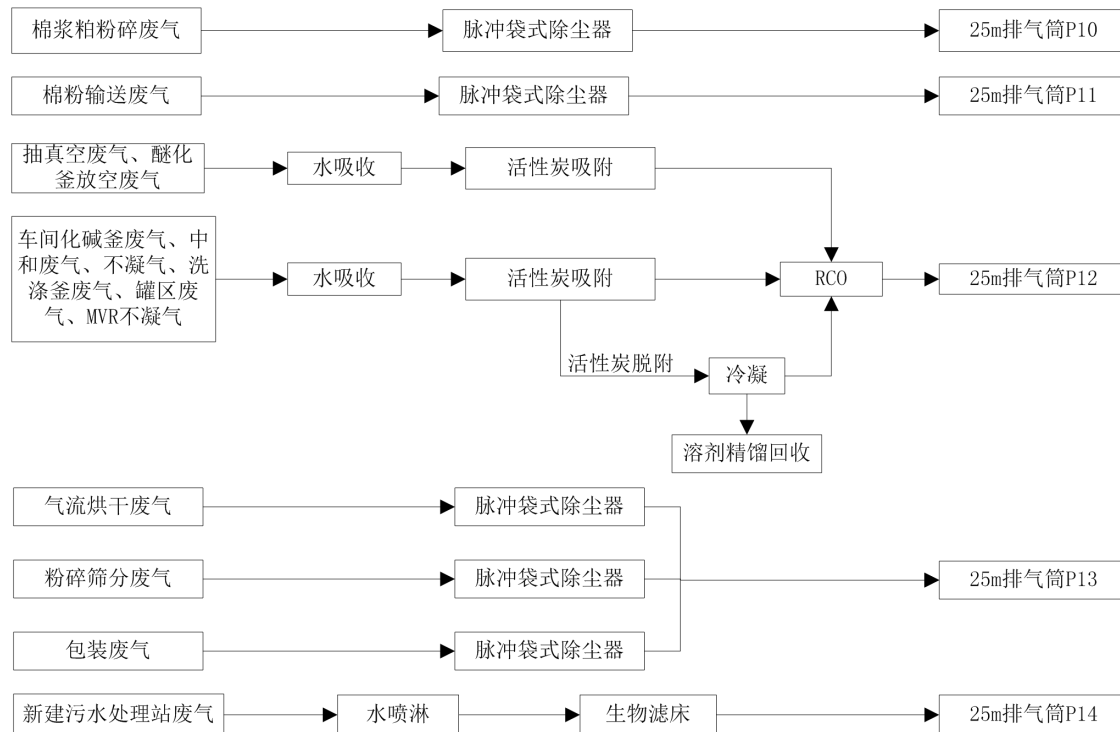 棉浆粕粉碎废气
脉冲袋式除尘器
25m排气筒P10
棉粉输送废气
脉冲袋式除尘器
25m排气筒P11
抽真空废气、醚化
釜放空废气
水吸收
活性炭吸附
车间化碱釜废气、中
和废气、不凝气、洗
涤釜废气、罐区废
气、MVR不凝气
水吸收
活性炭吸附
RCO
25m排气筒P12
活性炭脱附
冷凝
溶剂精馏回收
气流烘干废气
脉冲袋式除尘器
粉碎筛分废气
脉冲袋式除尘器
25m排气筒P13
包装废气
脉冲袋式除尘器
新建污水处理站废气
水喷淋
生物滤床
25m排气筒P14